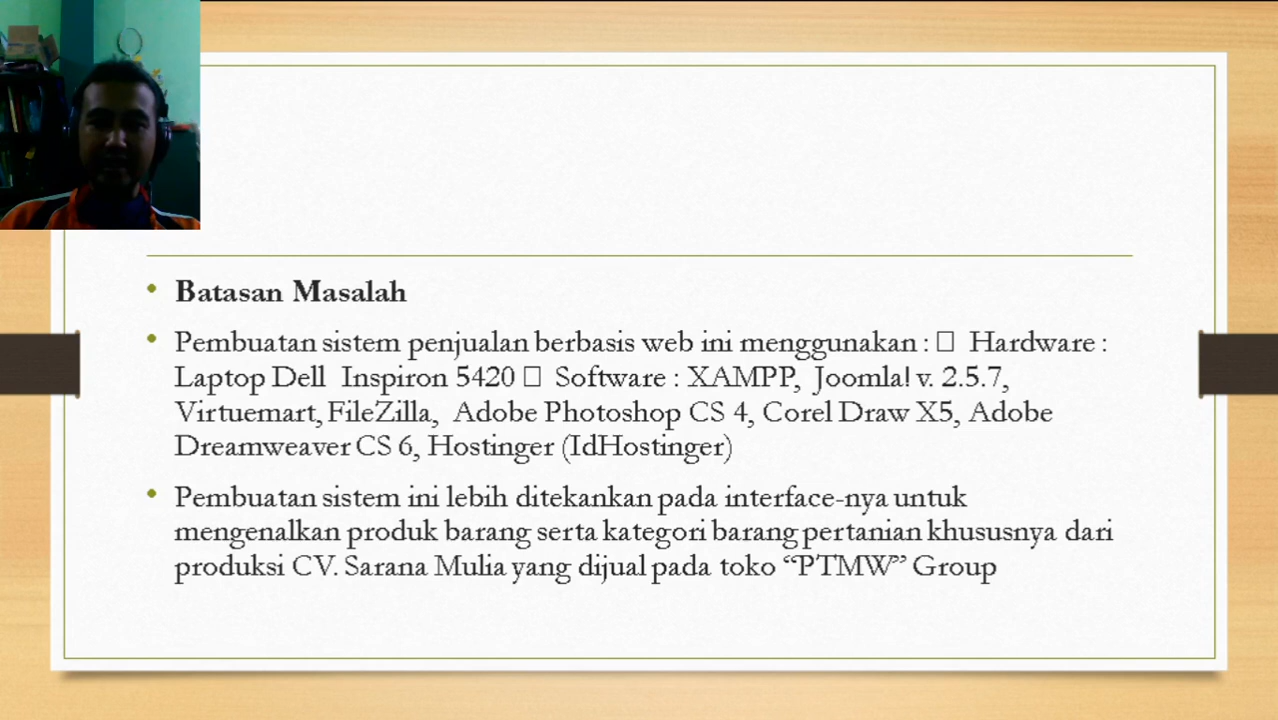 Batasan Masalah
Pembuatan sistem penjualan berbasis web ini menggunakan : □ Hardware :
Laptop Dell Inspiron 5420 □ Software : XAMPP, Joomla! v. 2.5.7,
Virtuemart, FileZilla, Adobe Photoshop CS 4, Corel Draw X5, Adobe
Dreamweaver CS 6, Hostinger (IdHostinger)
Pembuatan sistem ini lebih ditekankan pada interface-nya untuk
mengenalkan produk barang serta kategori barang pertanian khususnya dari
produksi CV. Sarana Mulia yang dijual pada toko “PTMW” Group